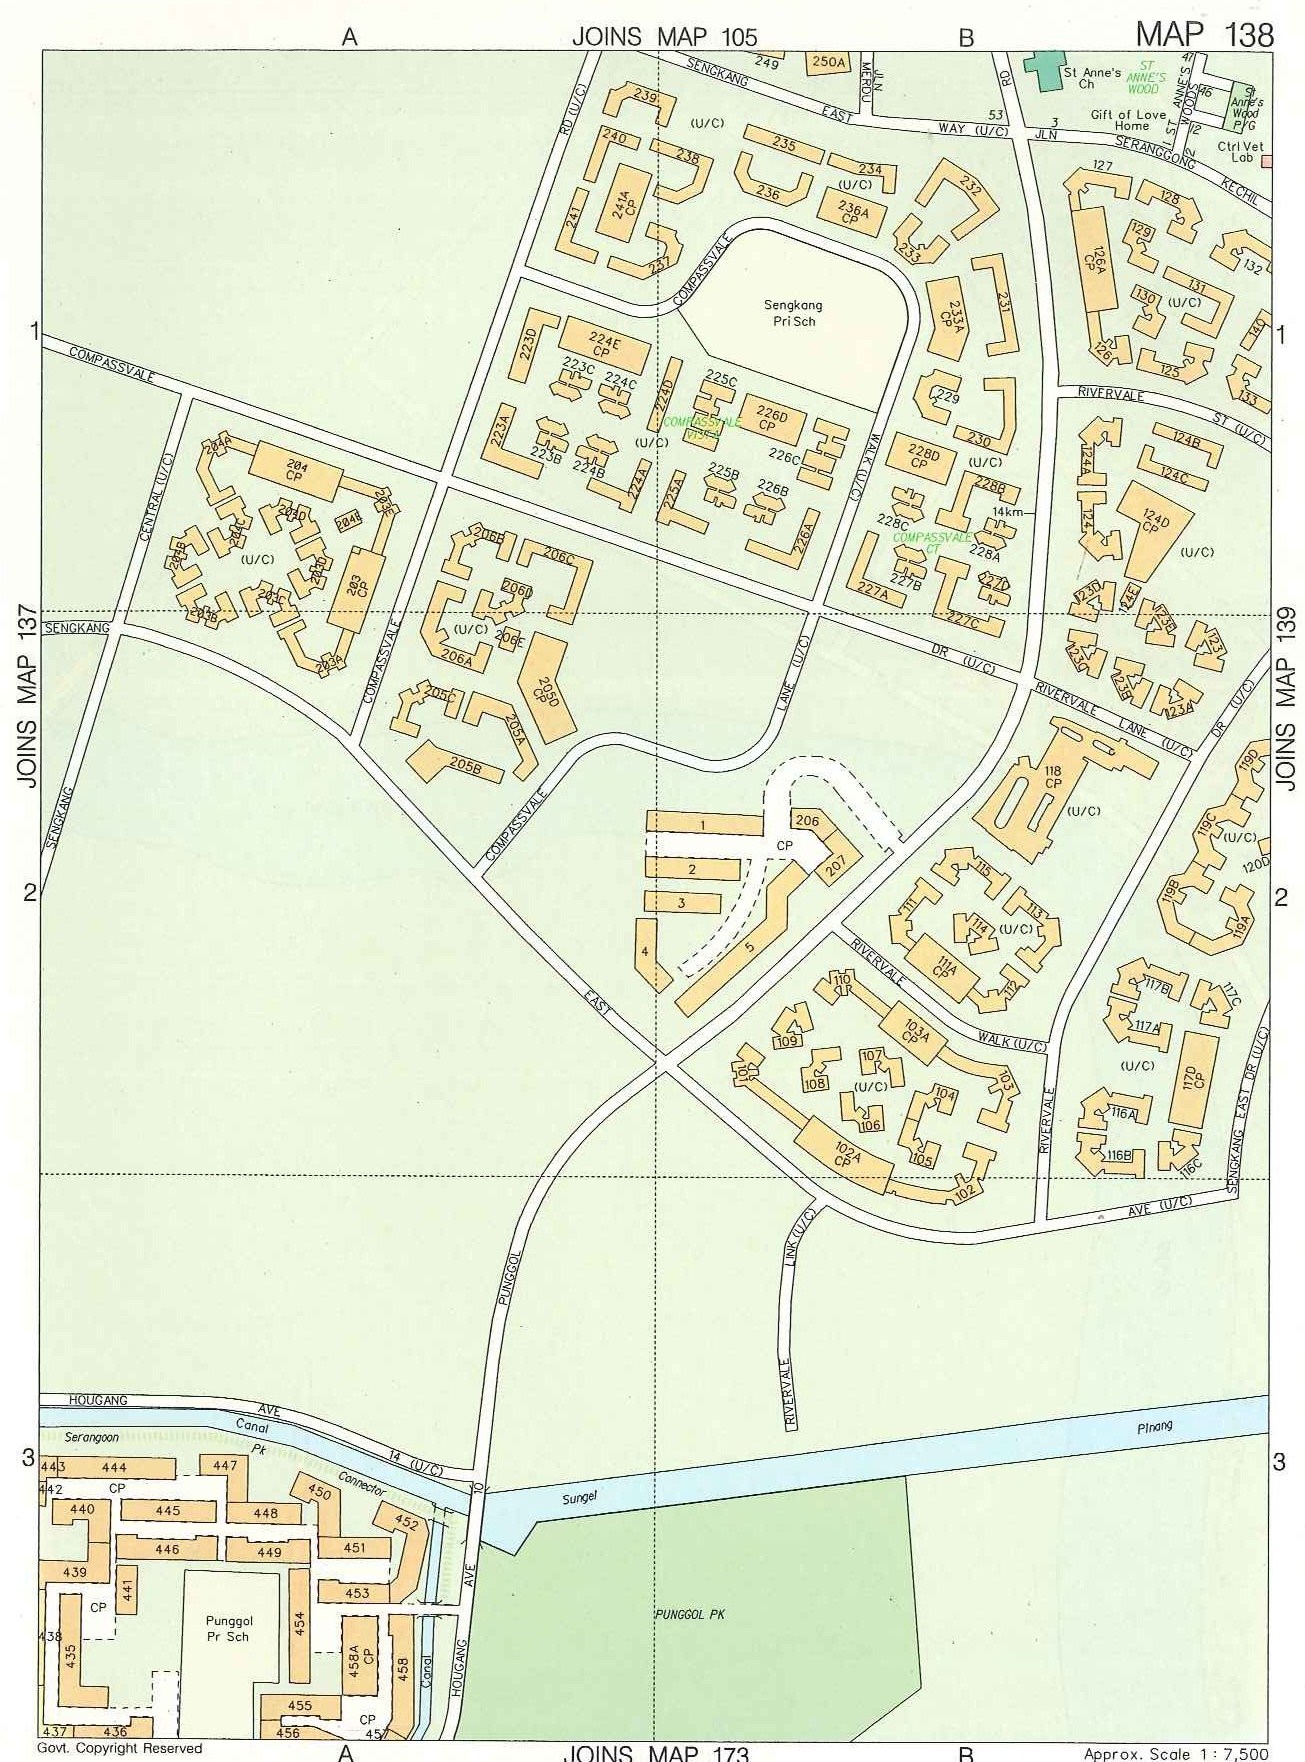 A
JOINS MAP 105
B
MAP 138
249
250A
SENGKANG
EAST
WAY (U/C)
JLN
MERDU
RD
53
3
JLN
SERANGGONG
KECHIL
St Anne's
Ch
ST
ANNE'S
WOOD
47
46
ST ANNE'S
WOODS
12
2
1
St
Anne's
Wood
P/G
Gift of Love
Home
Ctrl Vet
Lab
RD (U/C)
239
(U/C)
240
238
235
234
(U/C)
236
236A
CP
241A
CP
241
237
232
233
231
233A
CP
127
128
129
126A
CP
132
131
130
(U/C)
140
126
125
133
COMPASSVALE
Sengkang
Pri Sch
1
1
COMPASSVALE
223D
224E
CP
223C
224C
224D
225C
226D
CP
229
230
RIVERVALE
ST (U/C)
223A
COMPASSVALE
VISTA
(U/C)
223B
224B
224A
225A
225B
226B
226C
226A
WALK (U/C)
228D
CP
(U/C)
228B
14km
228C
COMPASSVALE
CT
228A
227B
227A
227D
227C
124A
124B
124C
124
124D
CP
(U/C)
204A
204
CP
203E
CENTRAL (U/C)
203D
204E
204C
204B
(U/C)
203D
203
CP
203C
203B
203A
206B
206C
206D
(U/C)
206E
206A
205D
CP
205C
205A
205B
COMPASSVALE
SENGKANG
JOINS MAP 137
JOINS MAP 139
123D
124E
123E
123
123C
123B
123A
DR (U/C)
RIVERVALE
LANE (U/C)
DR (U/C)
LANE (U/C)
COMPASSVALE
SENGKANG
118
CP
(U/C)
119D
119C
(U/C)
120D
119B
119A
1
206
CP
207
2
3
4
5
2
2
115
111
113
114
(U/C)
111A
CP
112
RIVERVALE
WALK (U/C)
117B
117C
117A
(U/C)
117D
CP
116A
116B
116C
SENGKANG EAST DR (U/C)
EAST
110
103A
CP
109
107
108
(U/C)
103
104
101
106
105
102A
CP
102
RIVERVALE
AVE (U/C)
LINK (U/C)
RIVERVALE
PUNGGOL
HOUGANG
AVE
14 (U/C)
Canal
Serangoon
Pk
Connector
10
Sungei
Pinang
3
3
443
444
447
442
CP
440
445
448
450
452
446
449
451
439
441
453
CP
438
435
Punggol
Pr Sch
454
458A
CP
458
Canal
HOUGANG
AVE
PUNGGOL PK
455
CP
437
436
456
457
Govt. Copyright Reserved
A
JOINS MAP 173
B
Approx. Scale 1 : 7,500